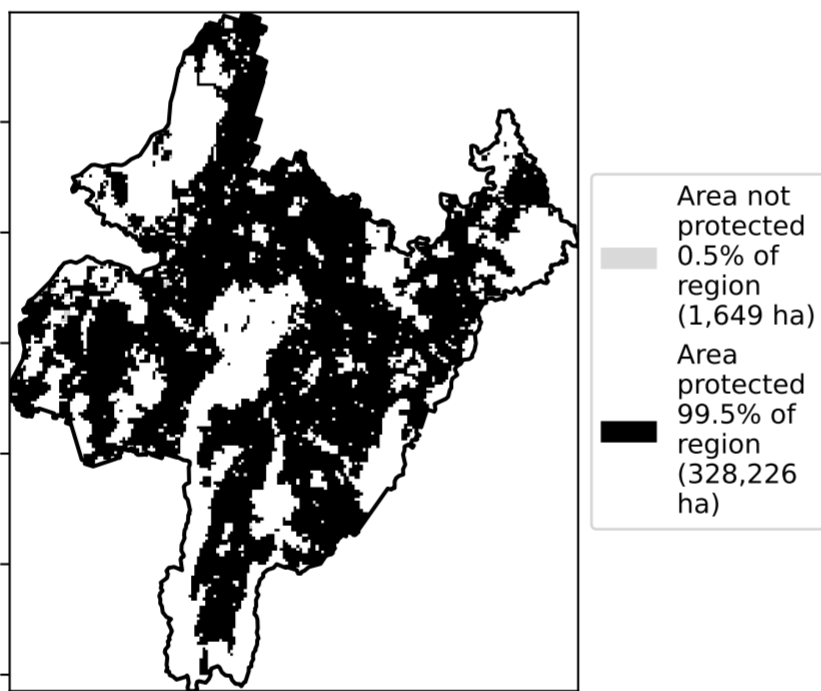 Area not
protected
0.5% of
region
(1,649 ha)
Area
protected
99.5% of
region
(328,226
ha)